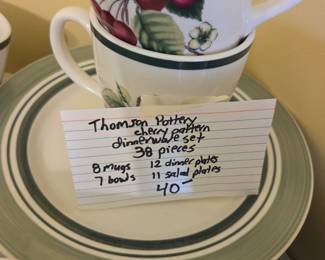 Thomson Pottery
cherry pattern
dinnerware set
38 pieces
8 mugs 12 dinner plates
7 bowls 11 salad plates
40-